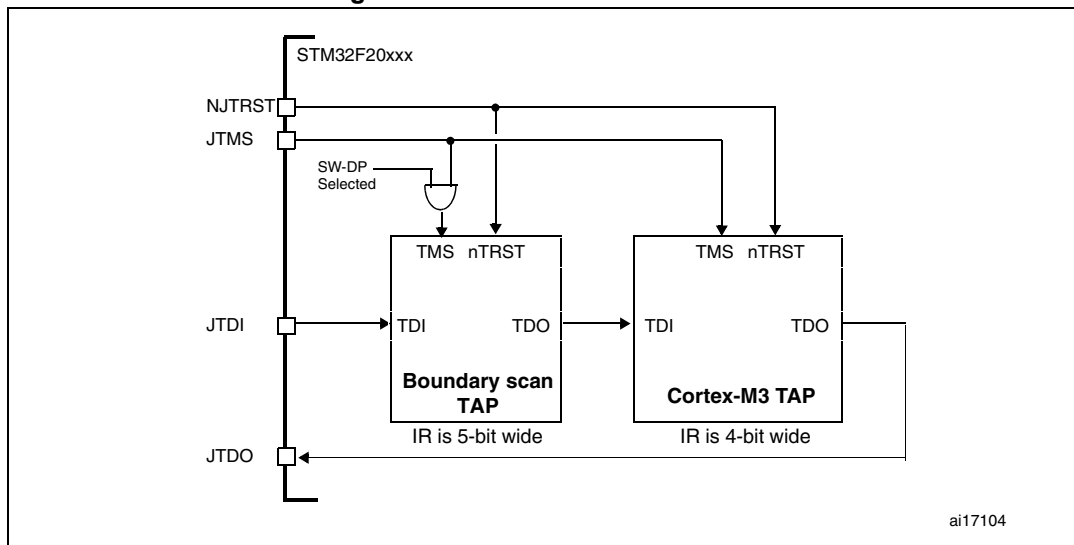 STM32F20xxx
NJTRST
JTMS
SW-DP
Selected
TMS nTRST
TMS nTRST
JTDI
TDI
TDO
TDI
TDO
Boundary scan
TAP
Cortex-M3 TAP
IR is 5-bit wide
IR is 4-bit wide
JTDO
ai17104